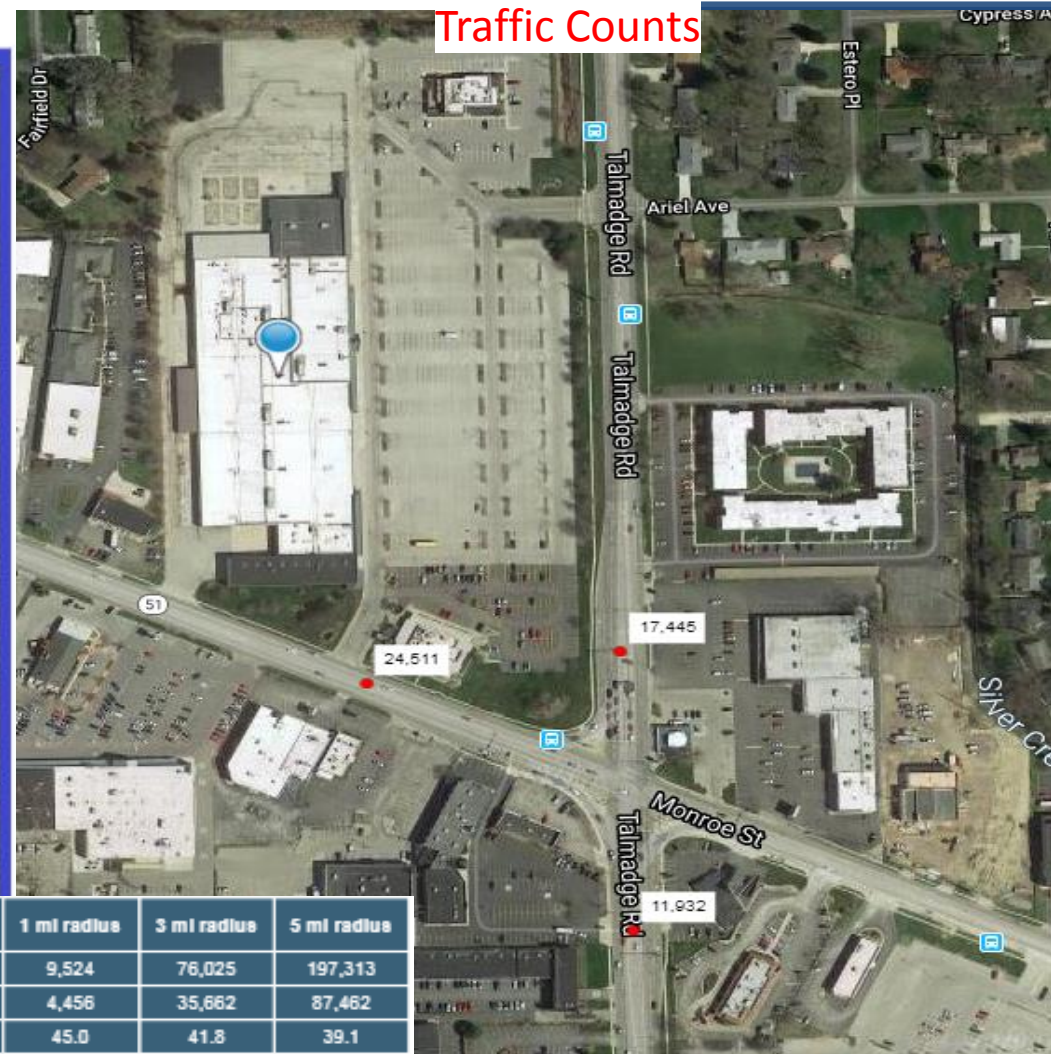 Traffic Counts
Cypress A
Estero Pl
Fairfield Dr
Talmadge Rd
Ariel Ave
Talmadge Rd
51
24,511
17,445
Silver Cre
Monroe St
Talmadge Rd
11,932
1 mi radius 3 mi radius 5 mi radius
9,524 76,025 197,313
4,456 35,662 87,462
45.0 41.8 39.1